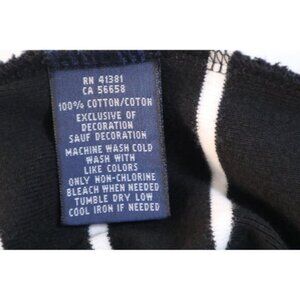 RN 41381
CA 56658
100% COTTON/COTON
EXCLUSIVE OF
DECORATION
SAUF DECORATION
MACHINE WASH COLD
WASH WITH
LIKE COLORS
ONLY NON-CHLORINE
BLEACH WHEN NEEDED
TUMBLE DRY LOW
COOL IRON IF NEEDED